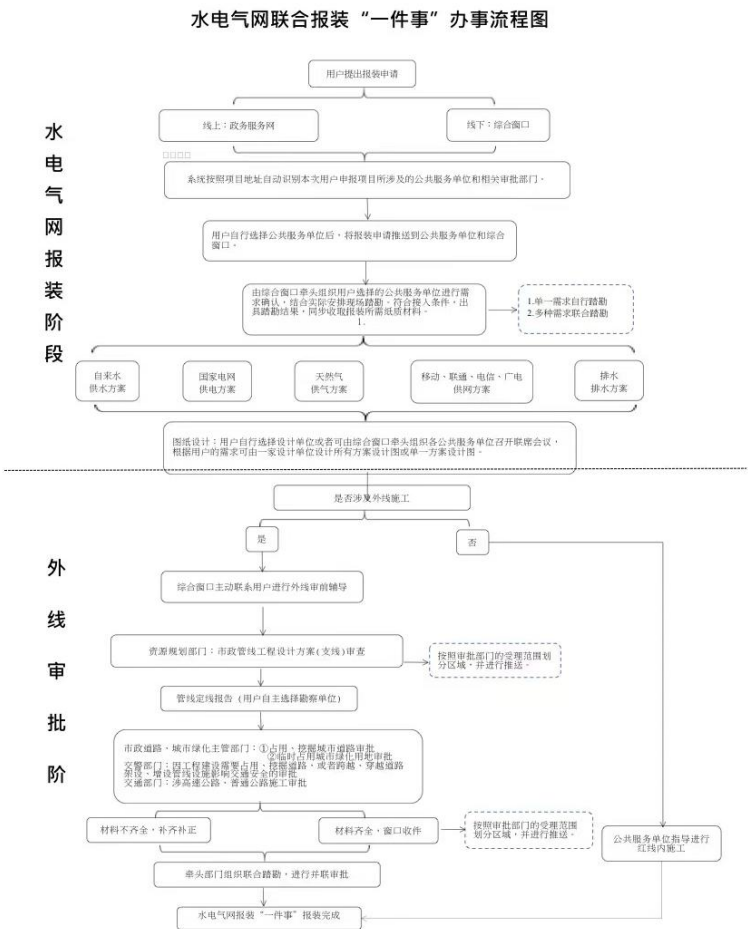 水电气网联合报装“一件事”办事流程图
用户提出报装申请
线上：政务服务网
线下：综合窗口
系统按照项目地址自动识别本次用户申报项目所涉及的公共服务单位和相关审批部门。
用户自行选择公共服务单位后，将报装申请推送到公共服务单位和综合
窗口。
由综合窗口牵头组织用户选择的公共服务单位进行需
求确认，结合实际安排现场踏勘。符合接入条件，出
具踏勘结果，同步收取报装所需纸质材料。
1.
1.单一需求自行踏勘
2.多种需求联合踏勘
自来水
供水方案
国家电网
供电方案
天然气
供气方案
移动、联通、电信、广电
供网方案
排水
排水方案
图纸设计：用户自行选择设计单位或者可由综合窗口牵头组织各公共服务单位召开联席会议，
根据用户的需求可由一家设计单位设计所有方案设计图或单一方案设计图。
水电气网报装阶段
是否涉及外线施工
是
否
综合窗口主动联系用户进行外线审前辅导
资源规划部门：市政管线工程设计方案(支线)审查
按照审批部门的受理范围划
分区域，并进行推送。
管线定线报告（用户自主选择勘察单位）
市政道路、城市绿化主管部门：①占用、挖掘城市道路审批
②临时占用城市绿化用地审批
交警部门：因工程建设需要占用、挖掘道路，或者跨越、穿越道路
架设、增设管线设施影响交通安全的审批
交通部门：涉高速公路、普通公路施工审批
材料不齐全，补齐补正
材料齐全，窗口收件
按照审批部门的受理范围
划分区域，并进行推送。
公共服务单位指导进行
红线内施工
牵头部门组织联合踏勘，进行并联审批
水电气网报装“一件事”报装完成
外线审批阶